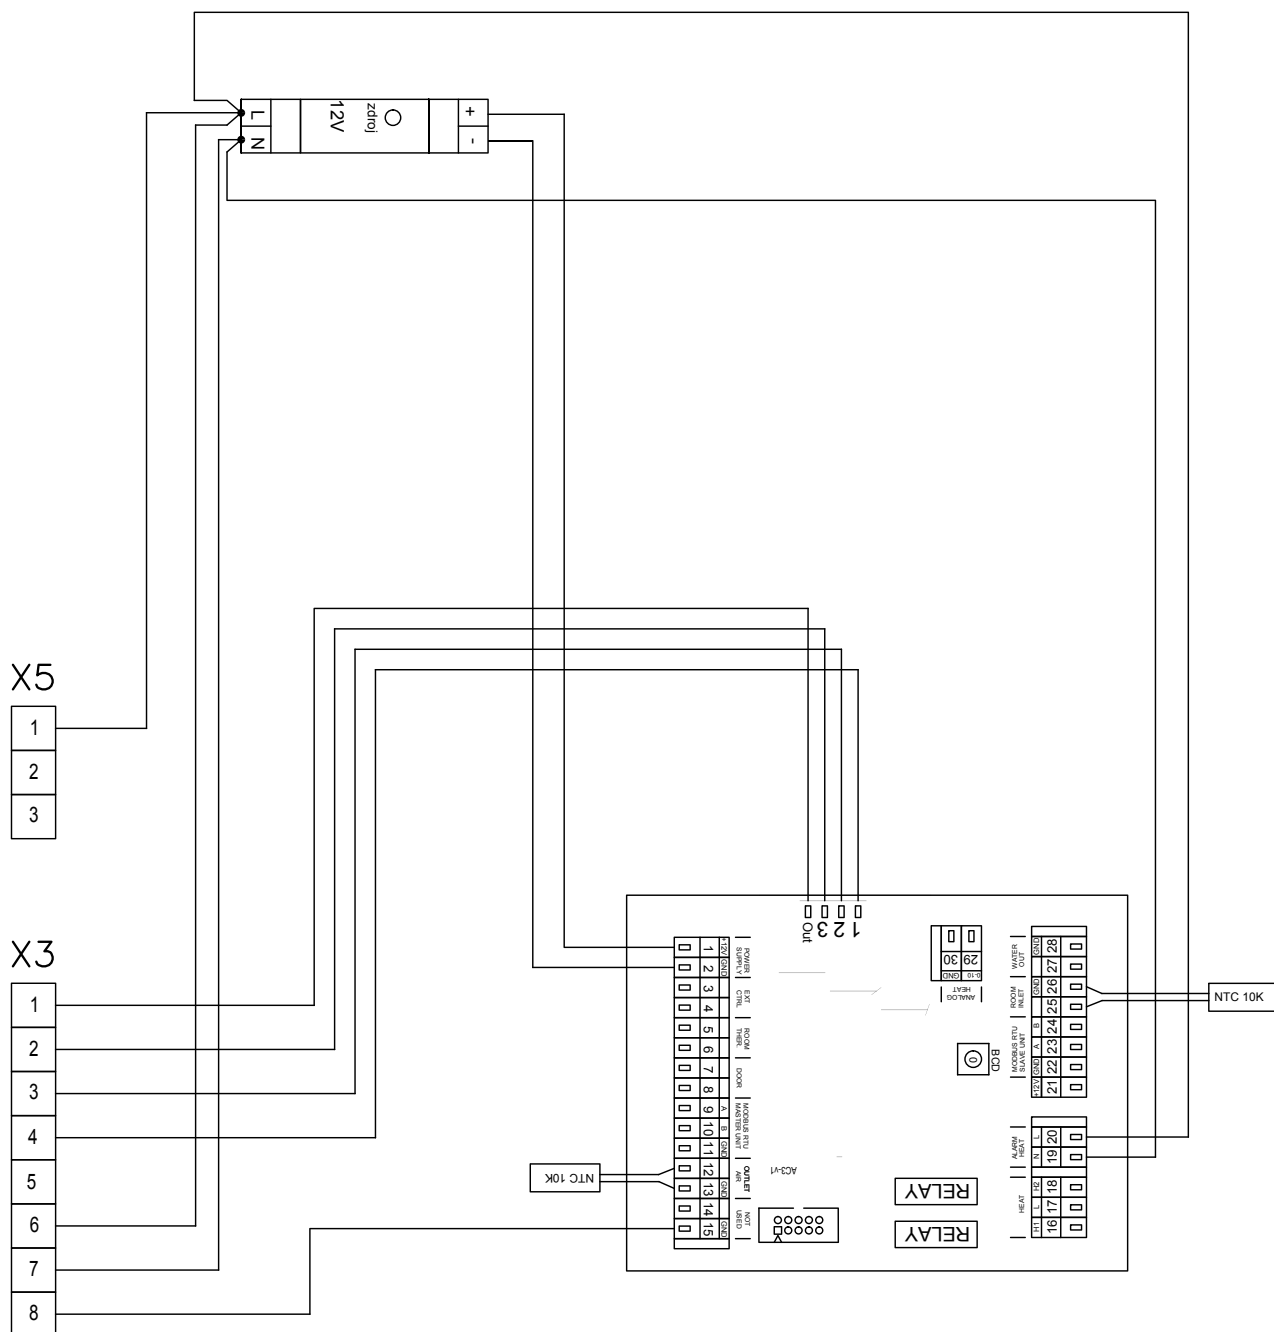 L
N
12V
zdroj
+
-
X5
1
2
3
X3
1
2
3
4
5
6
7
8
Out
3
2
1
+12V
GND
1
2
3
4
5
6
7
8
9
10
11
12
13
14
15
A
B
GND
GND
GND
POWER
SUPPLY
EXT
CTRL
ROOM
THER.
DOOR
MODBUS RTU
MASTER UNIT
OUTLET
AIR
NOT
USED
NTC 10K
AC3-v1
30
29
GND
0-10
ANALOG
HEAT
BCD
0
RELAY
RELAY
WATER
OUT
ROOM
INLET
MODBUS RTU
SLAVE UNIT
ALARM
HEAT
HEAT
GND
GND
B
A
GND
+12V
28
27
26
25
24
23
22
21
L
N
20
19
H2
L
H1
18
17
16
NTC 10K